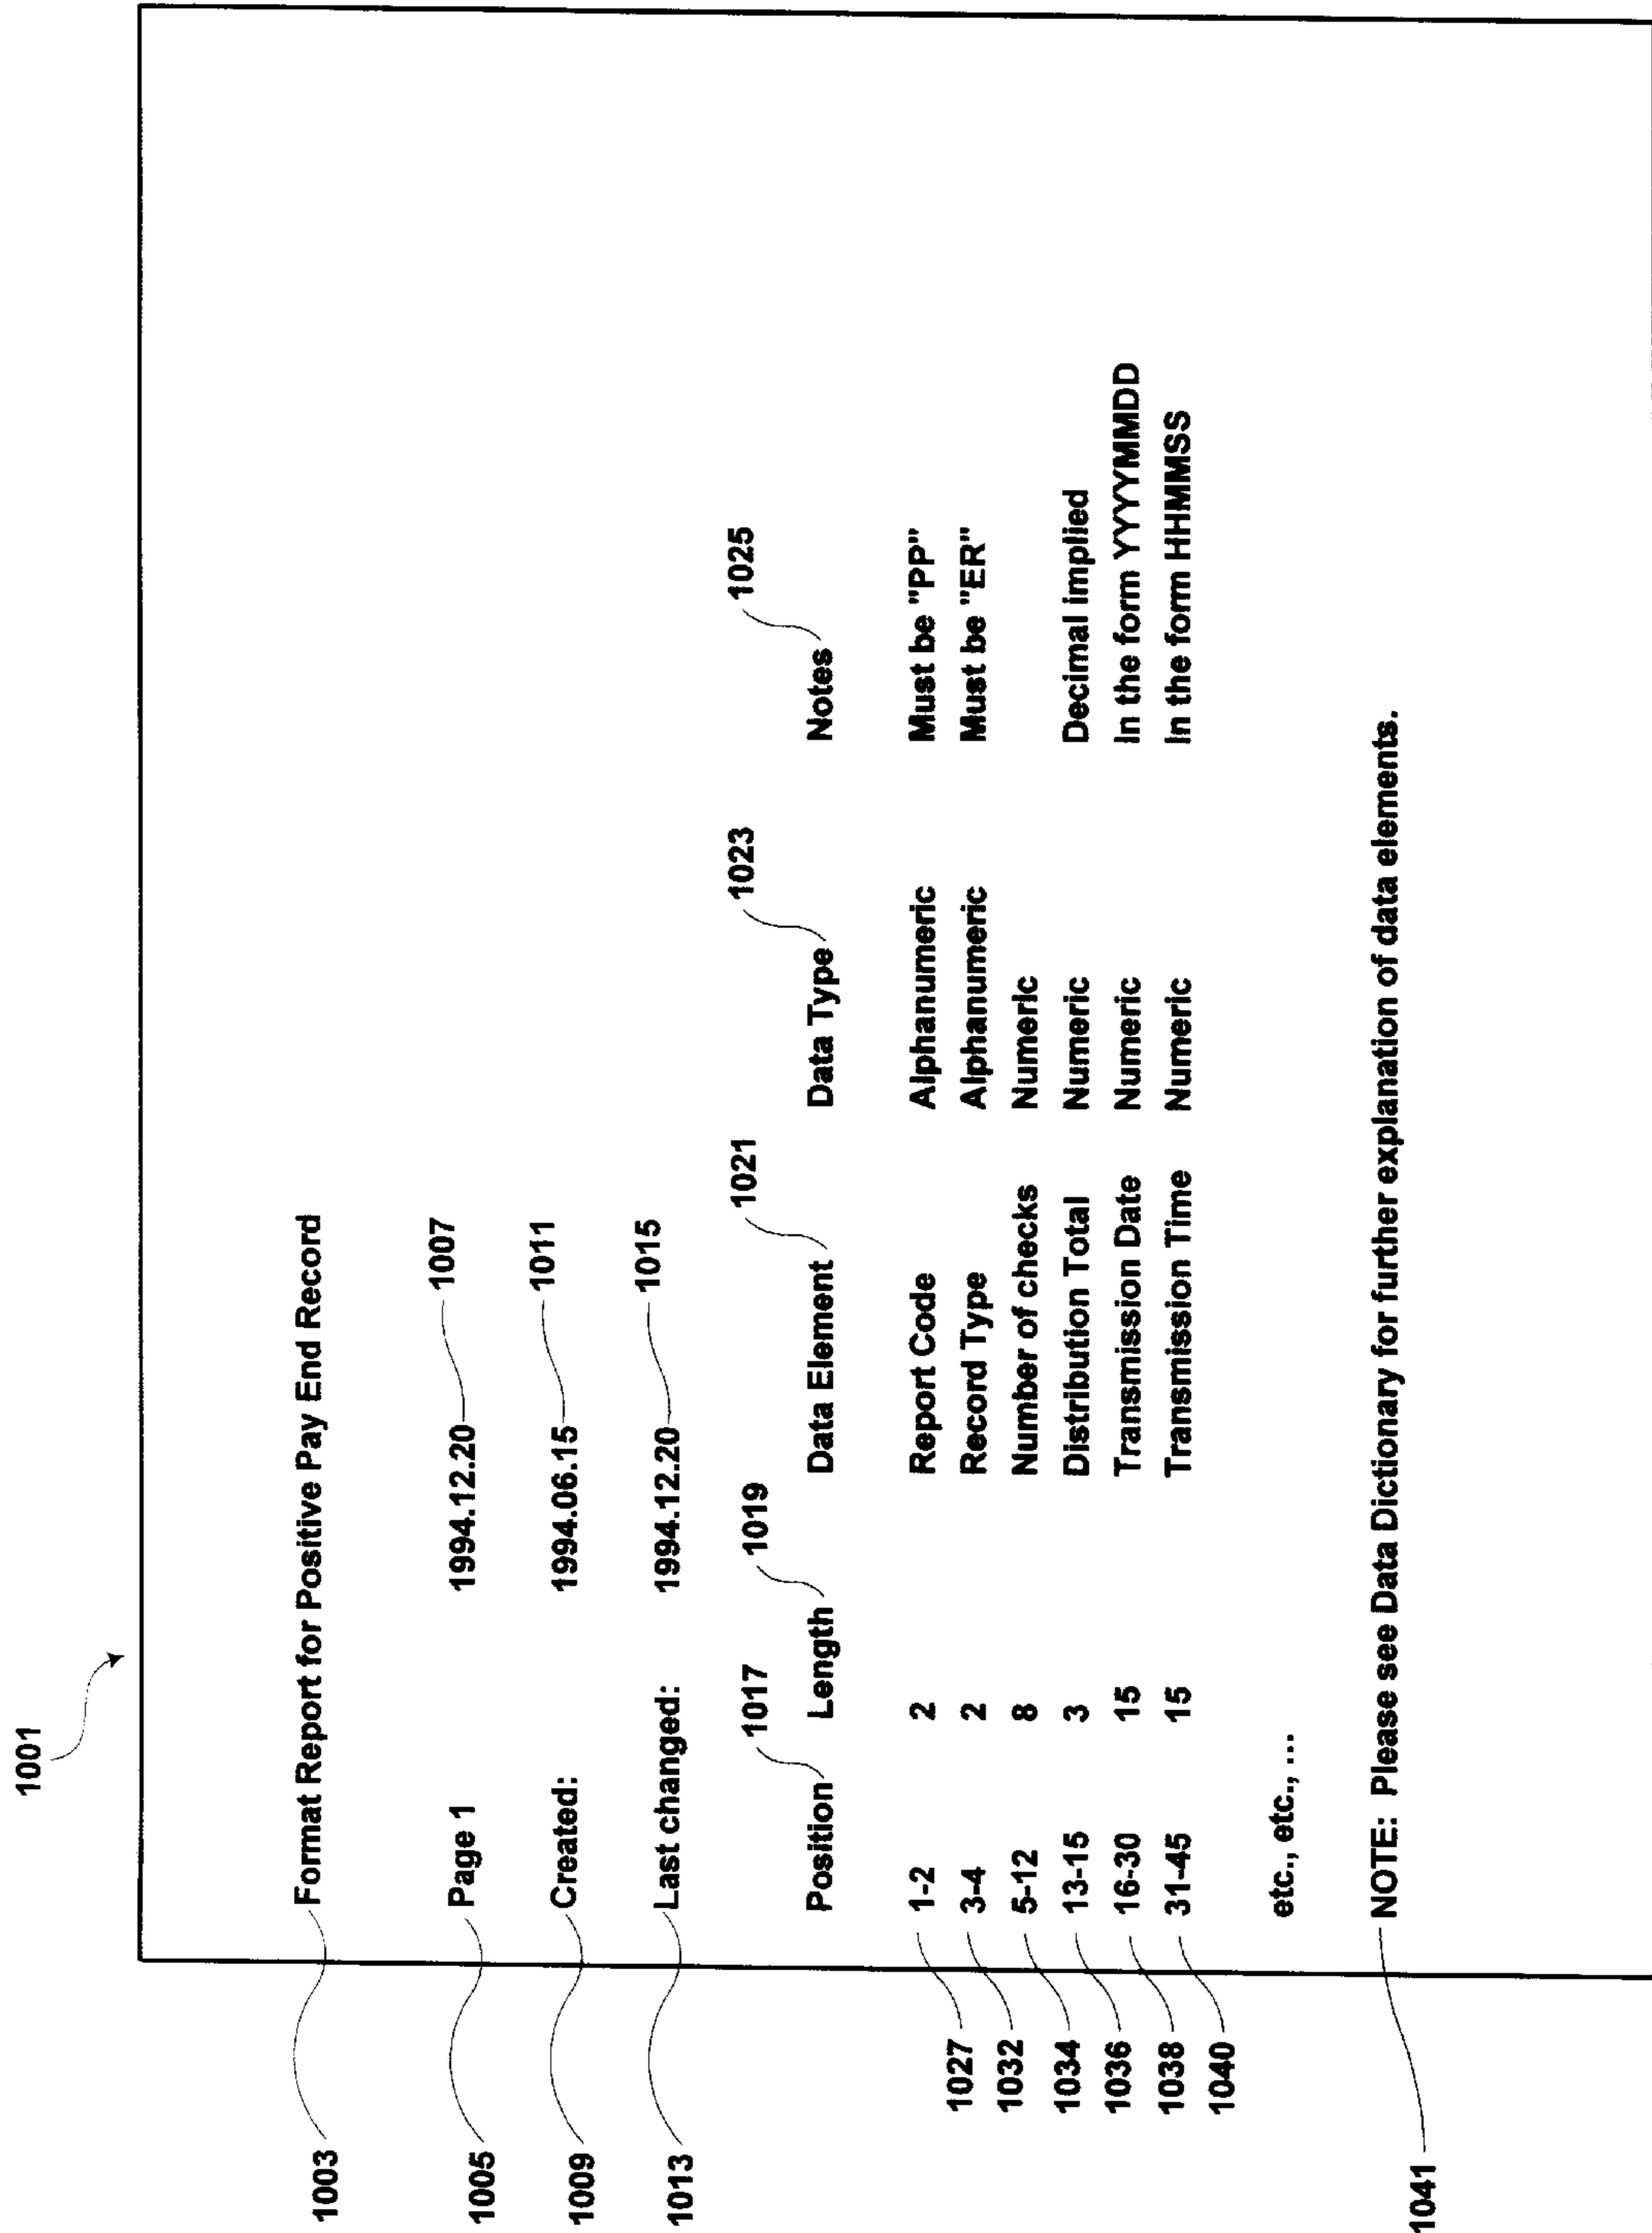 1001
1003 Format Report for Positive Pay End Record
1005 Page 1 1994.12.20 1007
1009 Created: 1994.06.15 1011
1013 Last changed: 1994.12.20 1015
1017 1019 1021 1023 1025
Position Length Data Element Data Type Notes
1027 1-2 2 Report Code Alphanumeric Must be "PP"
1032 3-4 2 Record Type Alphanumeric Must be "ER"
1034 5-12 8 Number of checks Numeric
1036 13-15 3 Distribution Total Numeric Decimal implied
1038 16-30 15 Transmission Date Numeric In the form YYYYMMDD
1040 31-45 15 Transmission Time Numeric In the form HHMMSS
etc., etc., ...
1041 NOTE: Please see Data Dictionary for further explanation of data elements.